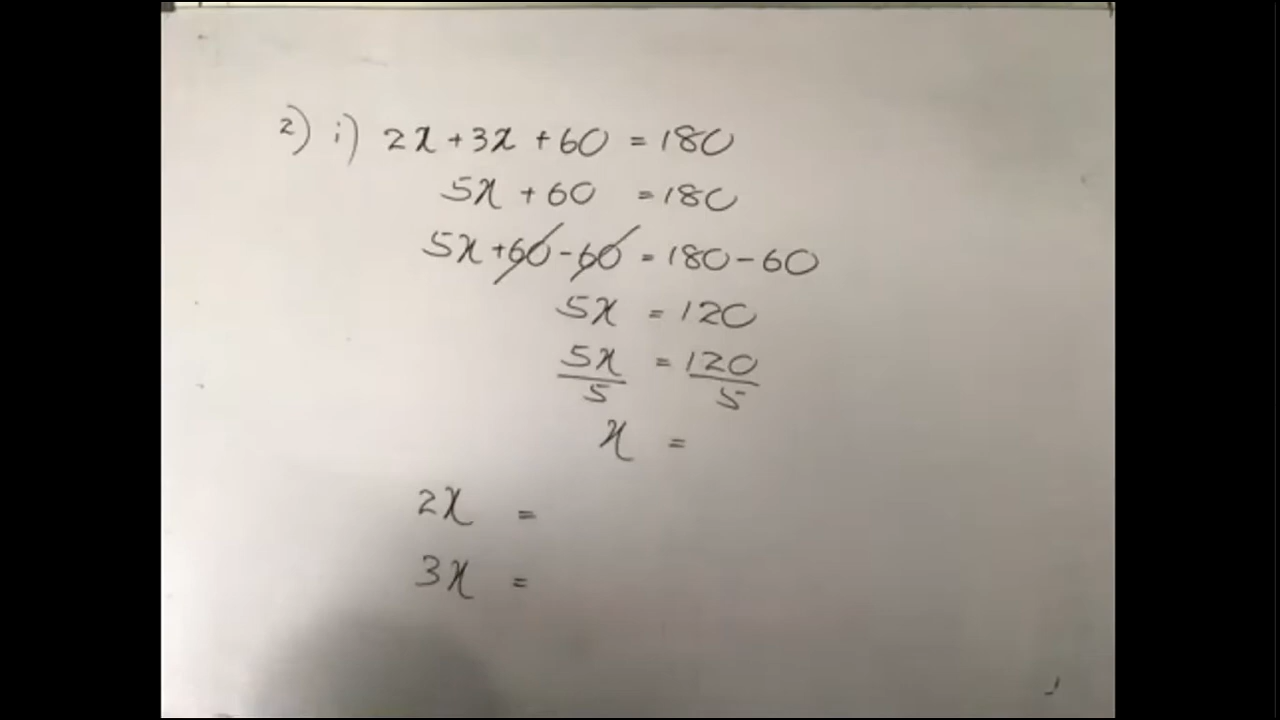 2) i) 2x + 3x + 60 = 180
5x + 60 = 180
5x + 60 - 60 = 180 - 60
5x = 120
5x/5 = 120/5
x =
2x =
3x =